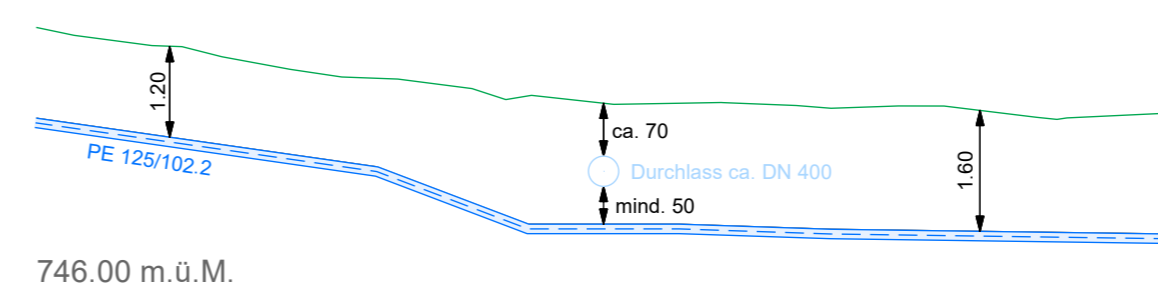 1.20
PE 125/102.2
ca. 70
Durchlass ca. DN 400
mind. 50
1.60
746.00 m.ü.M.